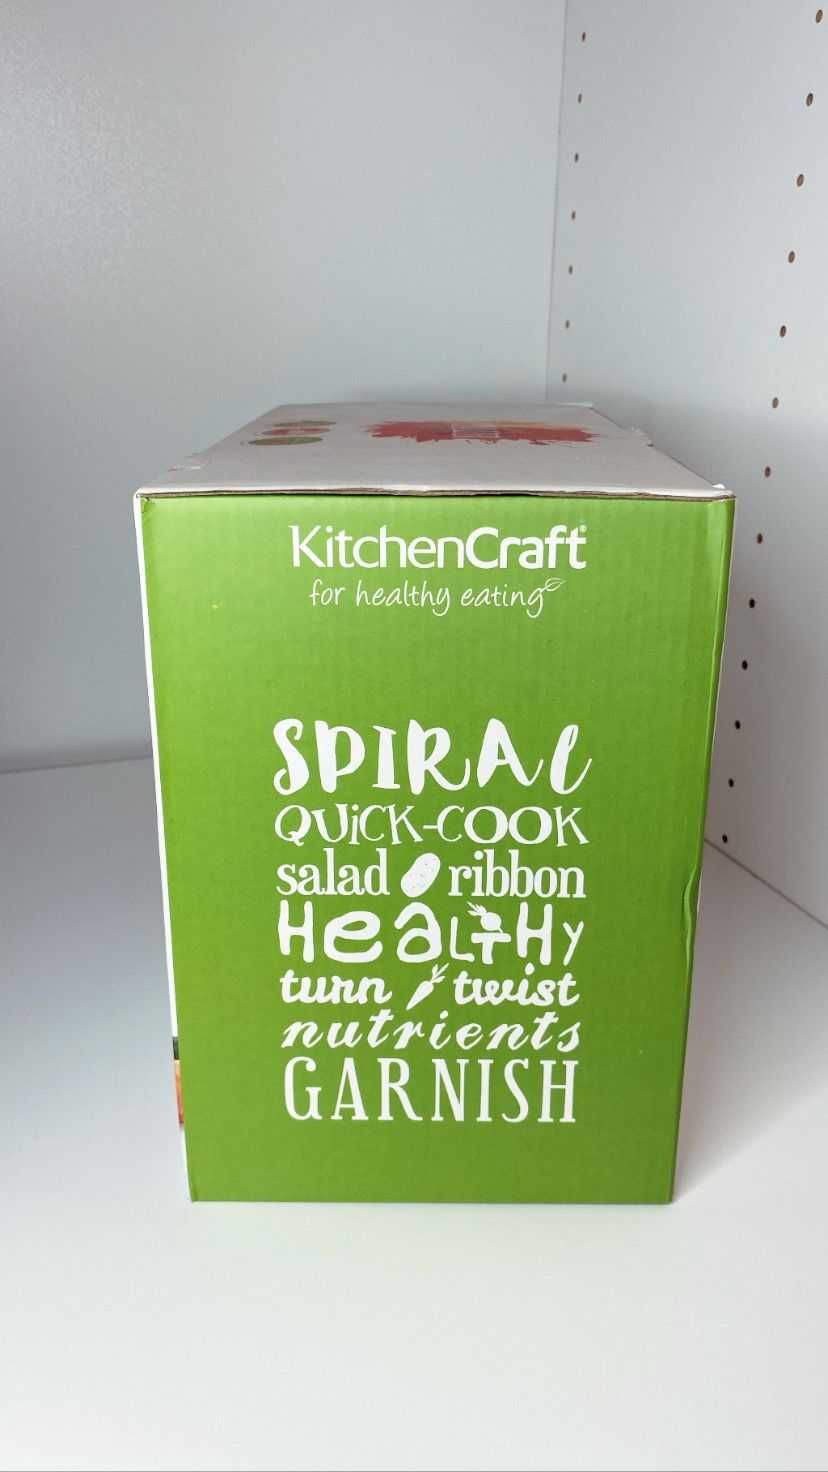 KitchenCraft
for healthy eating
SPIRAL
QUiCK-COOK
salad ribbon
HeaLTHy
turn twist
nutrients
GARNISH